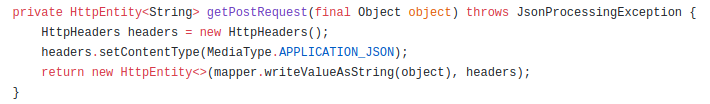 private HttpEntity<String> getPostRequest(final Object object) throws JsonProcessingException {
    HttpHeaders headers = new HttpHeaders();
    headers.setContentType(MediaType.APPLICATION_JSON);
    return new HttpEntity<>(mapper.writeValueAsString(object), headers);
}